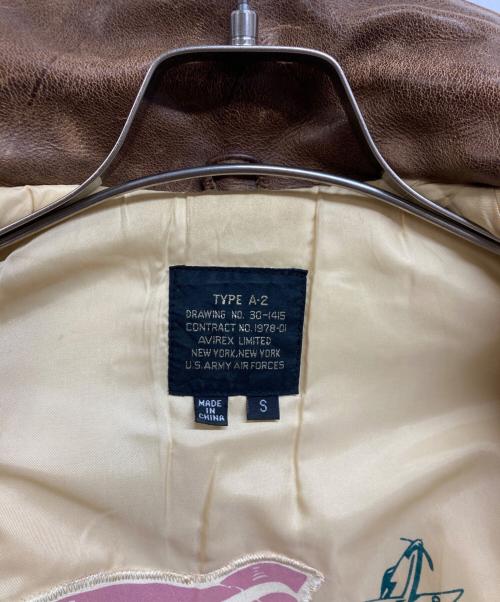 TYPE A-2
DRAWING NO. 30-1415
CONTRACT NO. 1978-01
AVIREX LIMITED
NEW YORK, NEW YORK
U.S. ARMY AIR FORCES
MADE
IN
CHINA
S